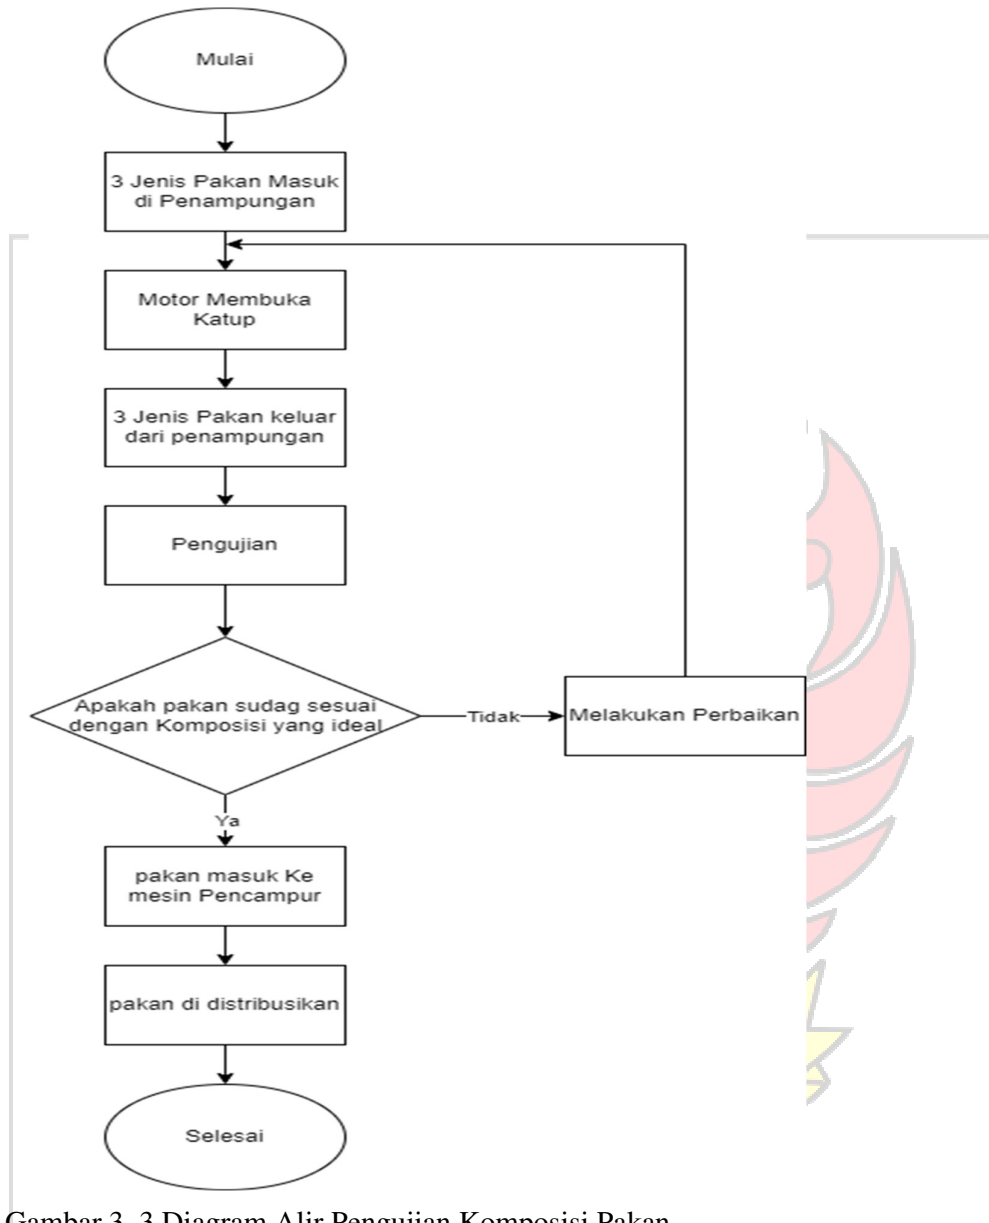 Mulai
3 Jenis Pakan Masuk
di Penampungan
Motor Membuka
Katup
3 Jenis Pakan keluar
dari penampungan
Pengujian
Apakah pakan sudag sesuai
dengan Komposisi yang ideal
Tidak
Melakukan Perbaikan
Ya
pakan masuk Ke
mesin Pencampur
pakan di distribusikan
Selesai
Gambar 3. 3 Diagram Alir Pengujian Komposisi Pakan